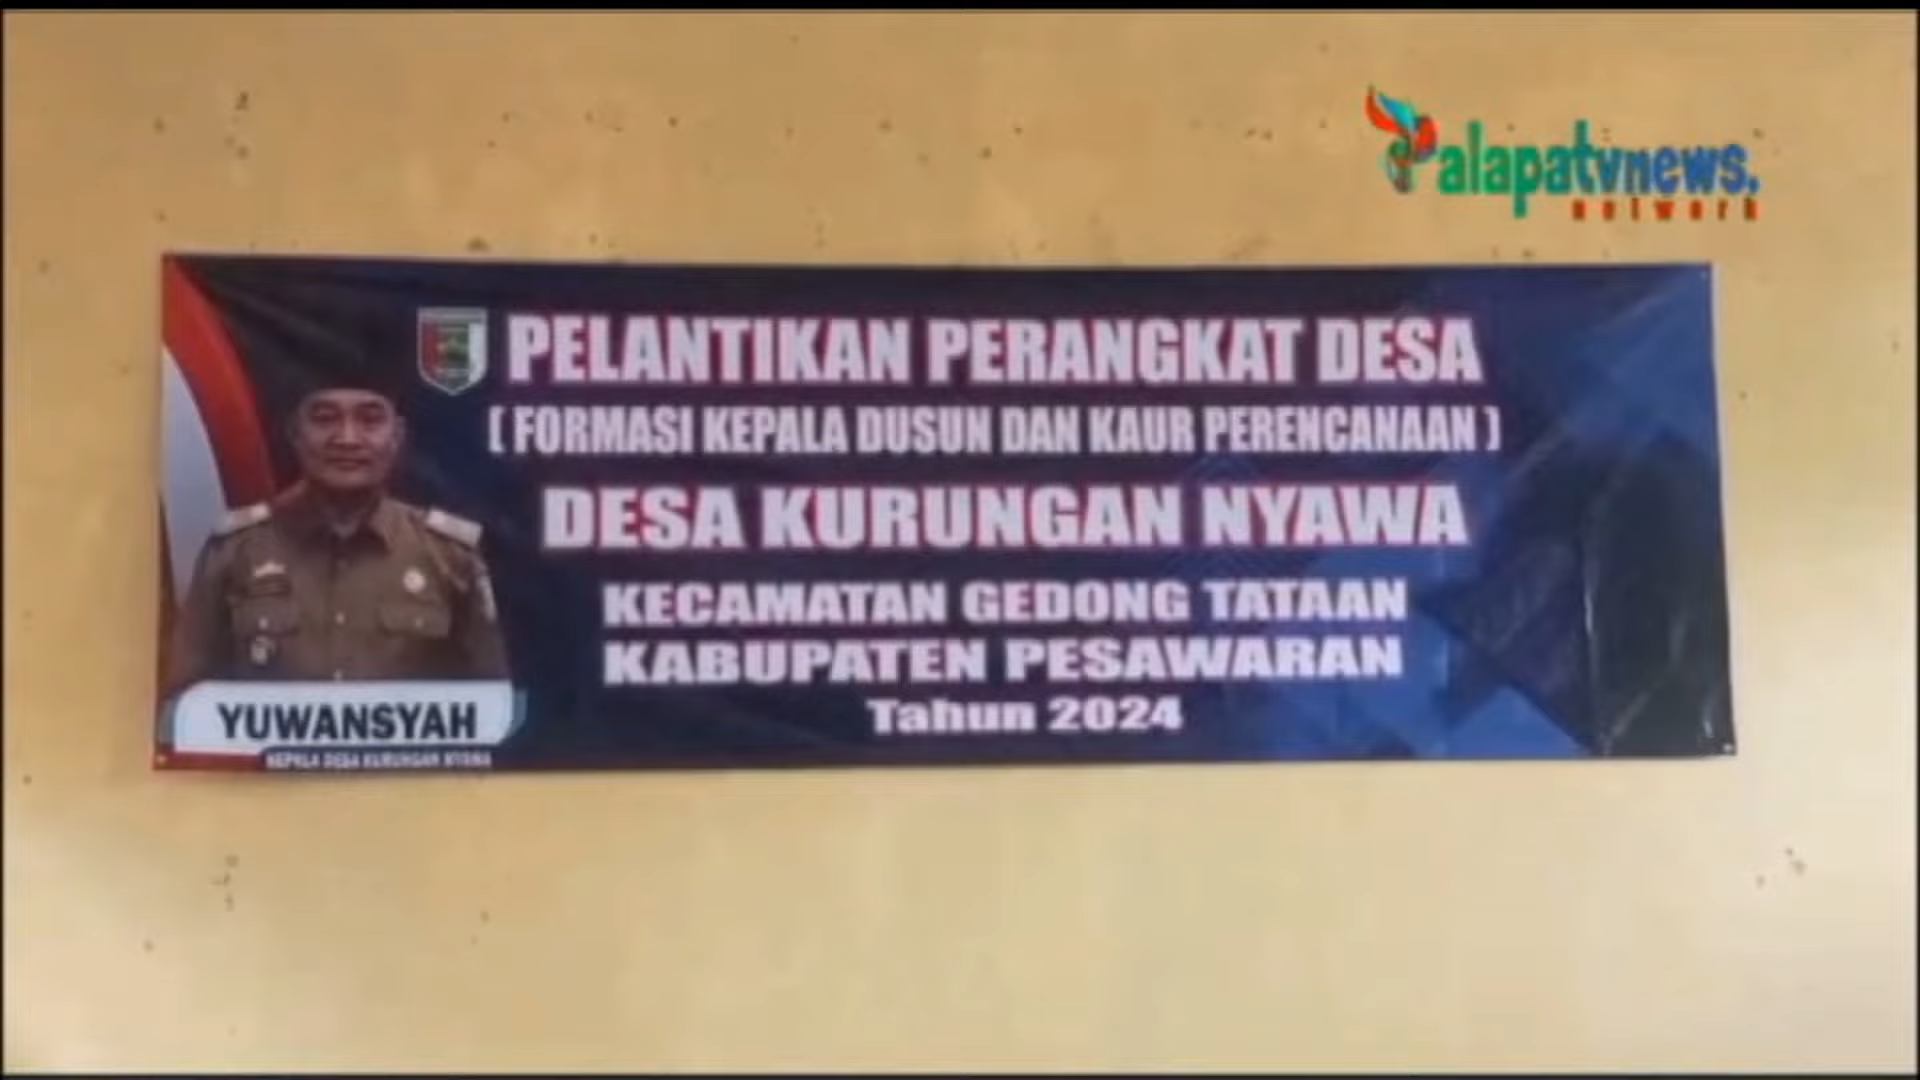 Palapatvnews.
network
PELANTIKAN PERANGKAT DESA
( FORMASI KEPALA DUSUN DAN KAUR PERENCANAAN )
DESA KURUNGAN NYAWA
KECAMATAN GEDONG TATAAN
KABUPATEN PESAWARAN
Tahun 2024
YUWANSYAH
KEPALA DESA KURUNGAN NYAWA